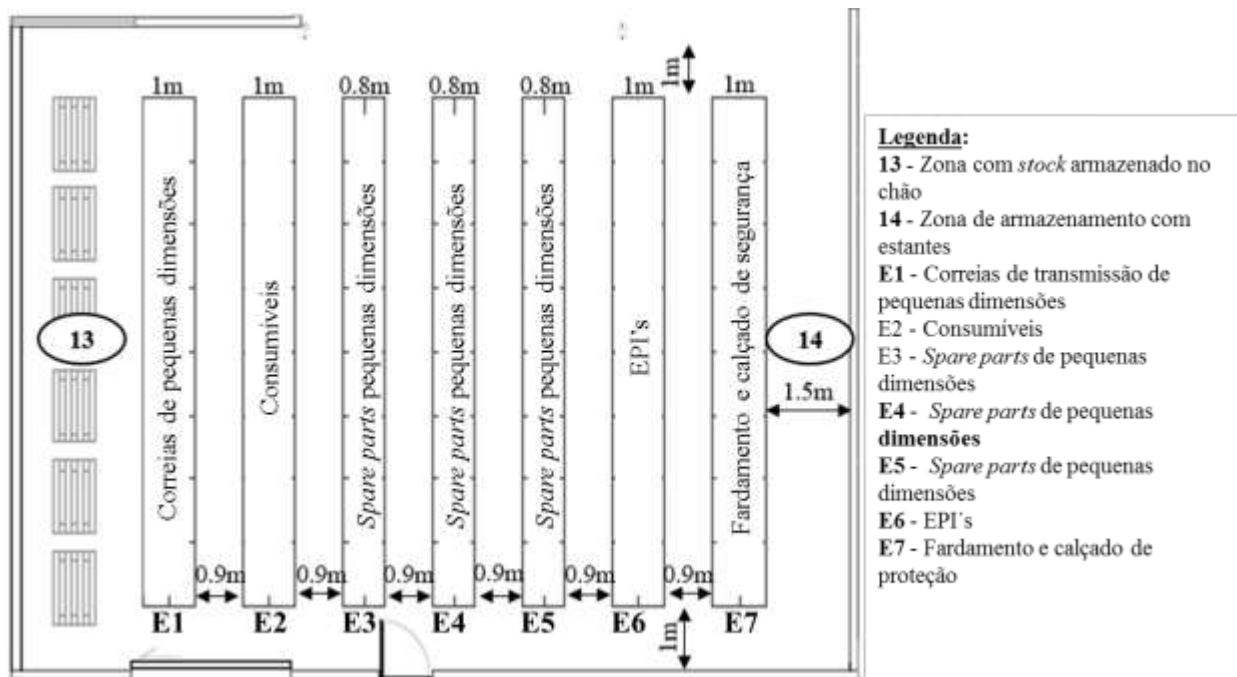 1m
1m
0.8m
0.8m
0.8m
1m
1m
1m
Correias de pequenas dimensões
Consumíveis
Spare parts pequenas dimensões
Spare parts pequenas dimensões
Spare parts pequenas dimensões
EPI's
Fardamento e calçado de segurança
13
14
1.5m
0.9m
0.9m
0.9m
0.9m
0.9m
0.9m
E1
E2
E3
E4
E5
E6
E7
1m
Legenda:
13 - Zona com stock armazenado no
chão
14 - Zona de armazenamento com
estantes
E1 - Correias de transmissão de
pequenas dimensões
E2 - Consumíveis
E3 - Spare parts de pequenas
dimensões
E4 - Spare parts de pequenas
dimensões
E5 - Spare parts de pequenas
dimensões
E6 - EPI´s
E7 - Fardamento e calçado de
proteção